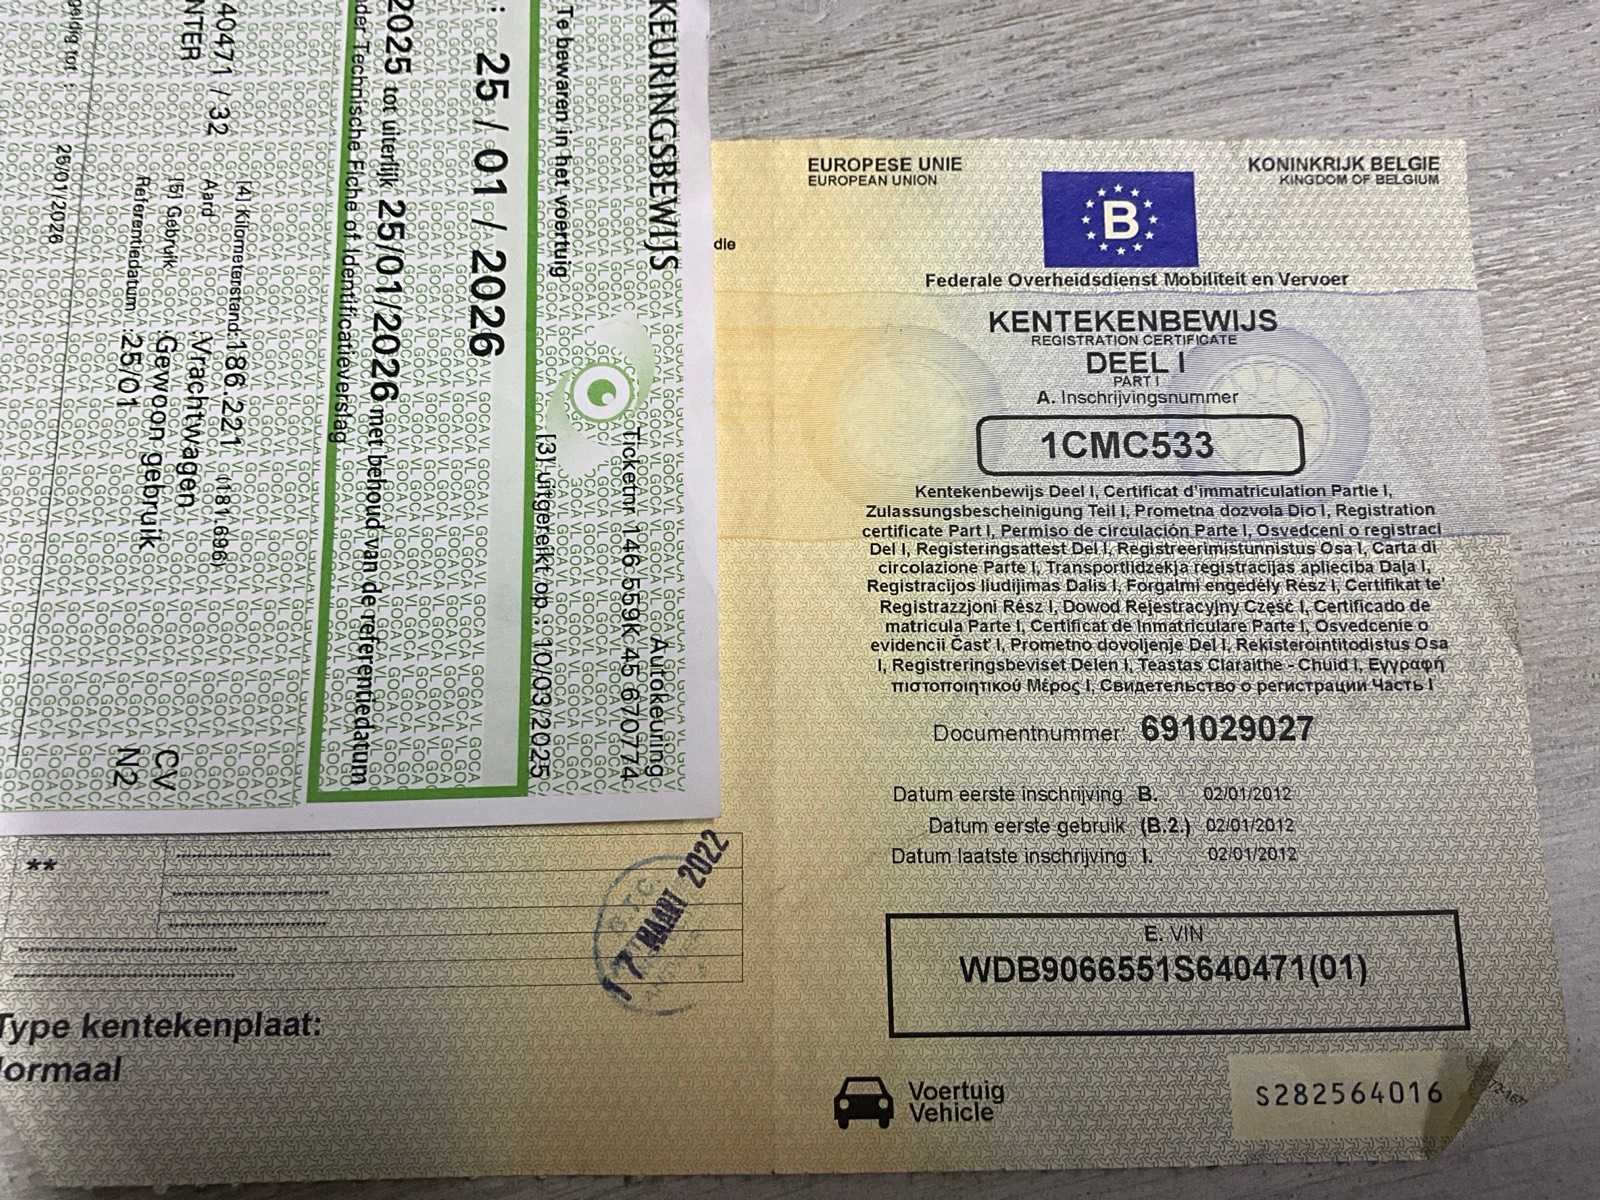 KEURINGSBEWIJS
Autokeuring
Ticketnr 146 559K 45 670774
Te bewaren in het voertuig
[3] Uitgereikt op : 10/03/2025
: 25 / 01 / 2026
2025 tot uiterlijk 25/01/2026 met behoud van de referentiedatum
der Technische Fiche of Identificatieverslag
40471 / 32
[4] Kilometerstand:186.221 (181.696)
NTER
Aard :Vrachtwagen
[5] Gebruik :Gewoon gebruik
CV
Referentiedatum :25/01
N2
geldig tot : 25/01/2026
die
EUROPESE UNIE
EUROPEAN UNION
B
KONINKRIJK BELGIE
KINGDOM OF BELGIUM
Federale Overheidsdienst Mobiliteit en Vervoer
KENTEKENBEWIJS
REGISTRATION CERTIFICATE
DEEL I
PART I
A. Inschrijvingsnummer
1CMC533
Kentekenbewijs Deel I, Certificat d'immatriculation Partie I,
Zulassungsbescheinigung Teil I, Prometna dozvola Dio I, Registration
certificate Part I, Permiso de circulación Parte I, Osvedceni o registraci
Del I, Registeringsattest Del I, Registreerimistunnistus Osa I, Carta di
circolazione Parte I, Transportlidzekja registracijas aplieciba Daļa I,
Registracijos liudijimas Dalis I, Forgalmi engedély Rész I, Certifikat te'
Registrazzjoni Rész I, Dowod Rejestracyjny Część I, Certificado de
matricula Parte I, Certificat de Inmatriculare Parte I, Osvedcenie o
evidencii Časť I, Prometno dovoljenje Del I, Rekisterointitodistus Osa
I, Registreringsbeviset Delen I, Teastas Claraithe - Chuid I, Εγγραφή
πιστοποιητικού Μέρος I, Свидетельство о регистрации Часть I
Documentnummer: 691029027
Datum eerste inschrijving B. 02/01/2012
Datum eerste gebruik (B.2.) 02/01/2012
Datum laatste inschrijving I. 02/01/2012
E. VIN
WDB9066551S640471(01)
Voertuig
Vehicle
S282564016
**
17 MAART 2022
Type kentekenplaat:
ormaal